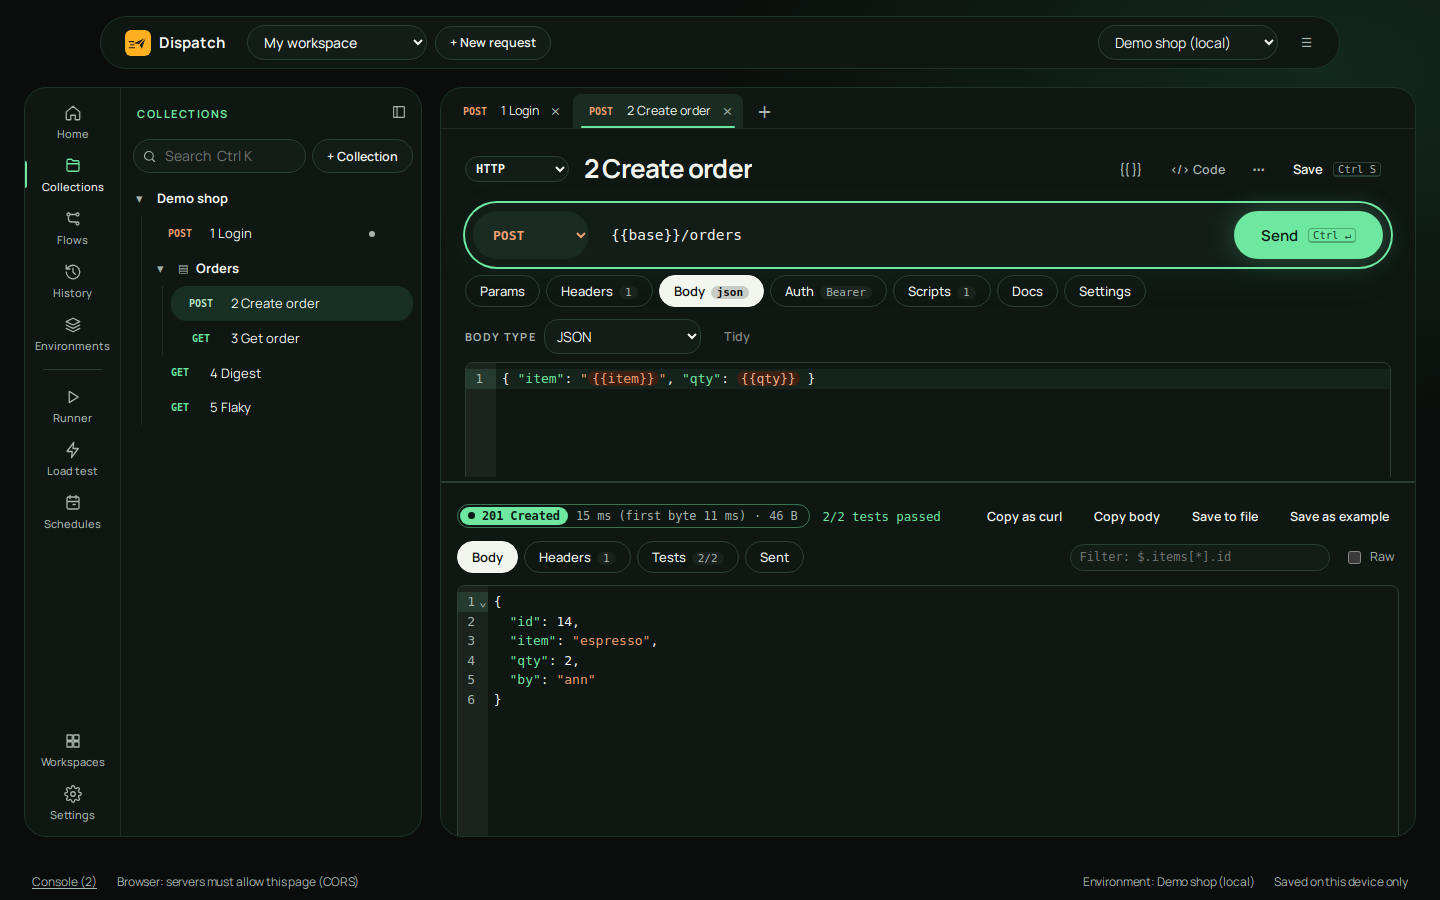 Dispatch My workspace + New request Demo shop (local) ☰
Home
Collections
Flows
History
Environments
Runner
Load test
Schedules
Workspaces
Settings
COLLECTIONS
Search Ctrl K + Collection
▾ Demo shop
POST 1 Login
▾ Orders
POST 2 Create order
GET 3 Get order
GET 4 Digest
GET 5 Flaky
POST 1 Login × POST 2 Create order × +
HTTP 2 Create order {{}} </> Code ··· Save Ctrl S
POST {{base}}/orders Send Ctrl ↵
Params Headers 1 Body json Auth Bearer Scripts 1 Docs Settings
BODY TYPE JSON Tidy
1 { "item": "{{item}}", "qty": {{qty}} }
201 Created 15 ms (first byte 11 ms) · 46 B 2/2 tests passed Copy as curl Copy body Save to file Save as example
Body Headers 1 Tests 2/2 Sent Filter: $.items[*].id Raw
1 {
2 "id": 14,
3 "item": "espresso",
4 "qty": 2,
5 "by": "ann"
6 }
Console (2) Browser: servers must allow this page (CORS) Environment: Demo shop (local) Saved on this device only